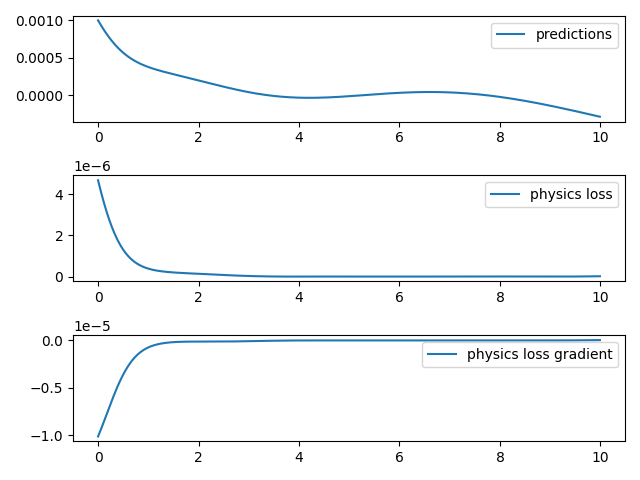 0.0010
predictions
0.0005
0.0000
0 2 4 6 8 10
1e−6
physics loss
4
2
0
0 2 4 6 8 10
1e−5
0.0
physics loss gradient
−0.5
−1.0
0 2 4 6 8 10